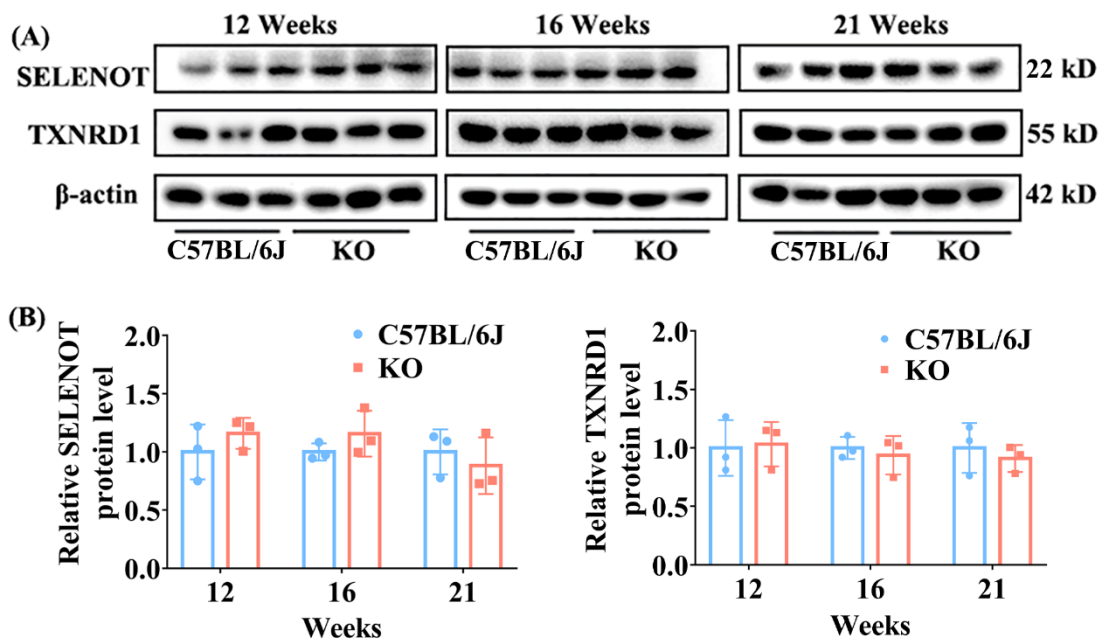 (A)
12 Weeks 16 Weeks 21 Weeks
SELENOT 22 kD
TXNRD1 55 kD
β-actin 42 kD
C57BL/6J KO C57BL/6J KO C57BL/6J KO
(B)
Relative SELENOT
protein level
2.0
1.5
1.0
0.5
0.0
C57BL/6J
KO
12 16 21
Weeks
Relative TXNRD1
protein level
2.0
1.5
1.0
0.5
0.0
C57BL/6J
KO
12 16 21
Weeks